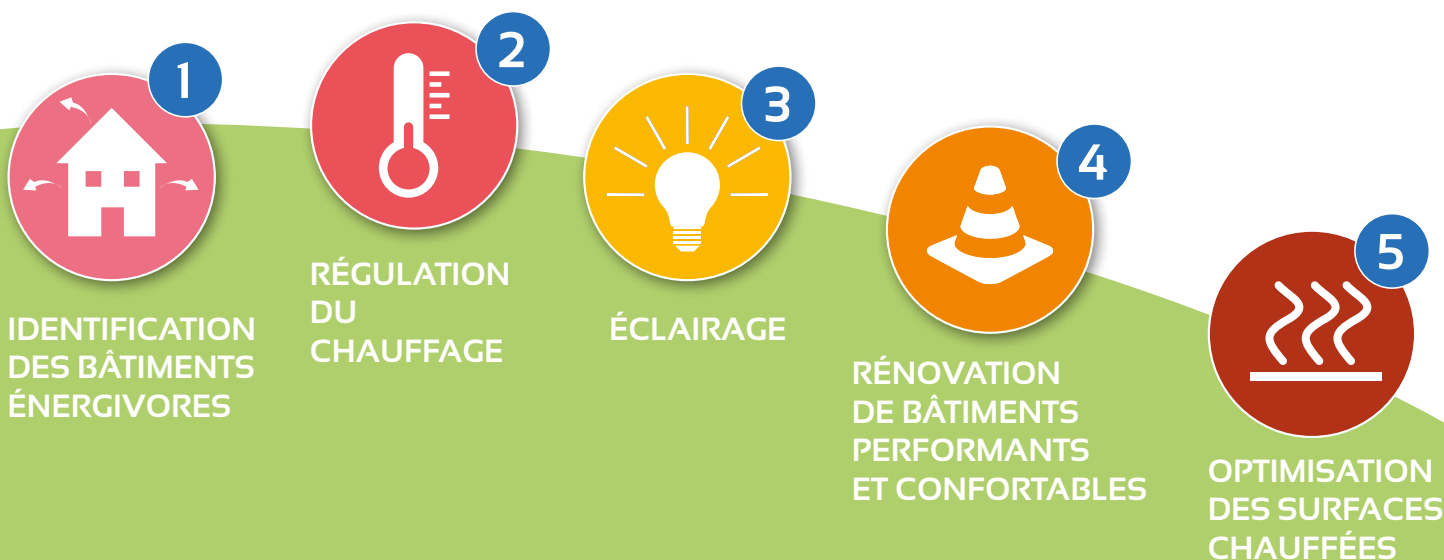 1
IDENTIFICATION
DES BÂTIMENTS
ÉNERGIVORES
2
RÉGULATION
DU
CHAUFFAGE
3
ÉCLAIRAGE
4
RÉNOVATION
DE BÂTIMENTS
PERFORMANTS
ET CONFORTABLES
5
OPTIMISATION
DES SURFACES
CHAUFFÉES